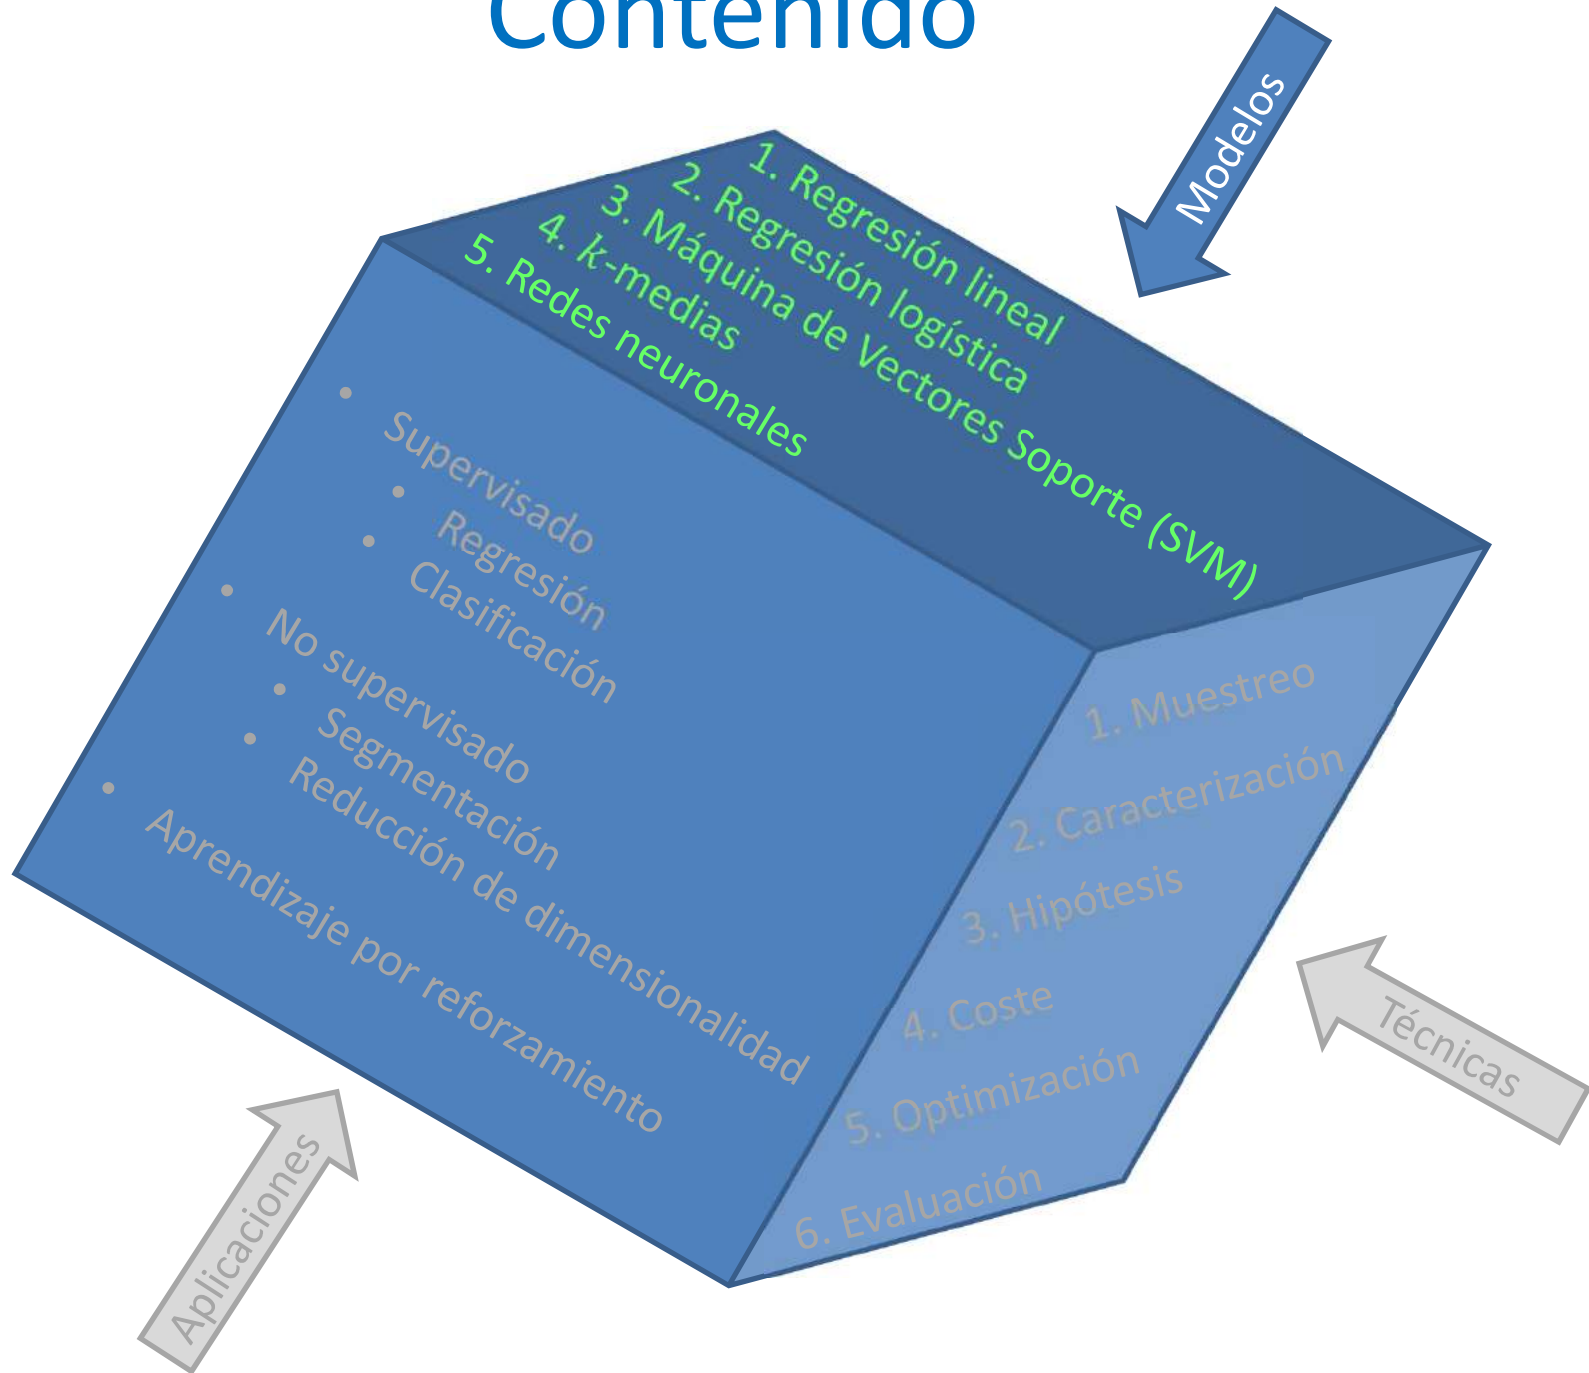 Contenido
Modelos
1. Regresión lineal
2. Regresión logística
3. Máquina de Vectores Soporte (SVM)
4. k-medias
5. Redes neuronales
• Supervisado
• Regresión
• Clasificación
• No supervisado
• Segmentación
• Reducción de dimensionalidad
• Aprendizaje por reforzamiento
1. Muestreo
2. Caracterización
3. Hipótesis
4. Coste
5. Optimización
6. Evaluación
Técnicas
Aplicaciones